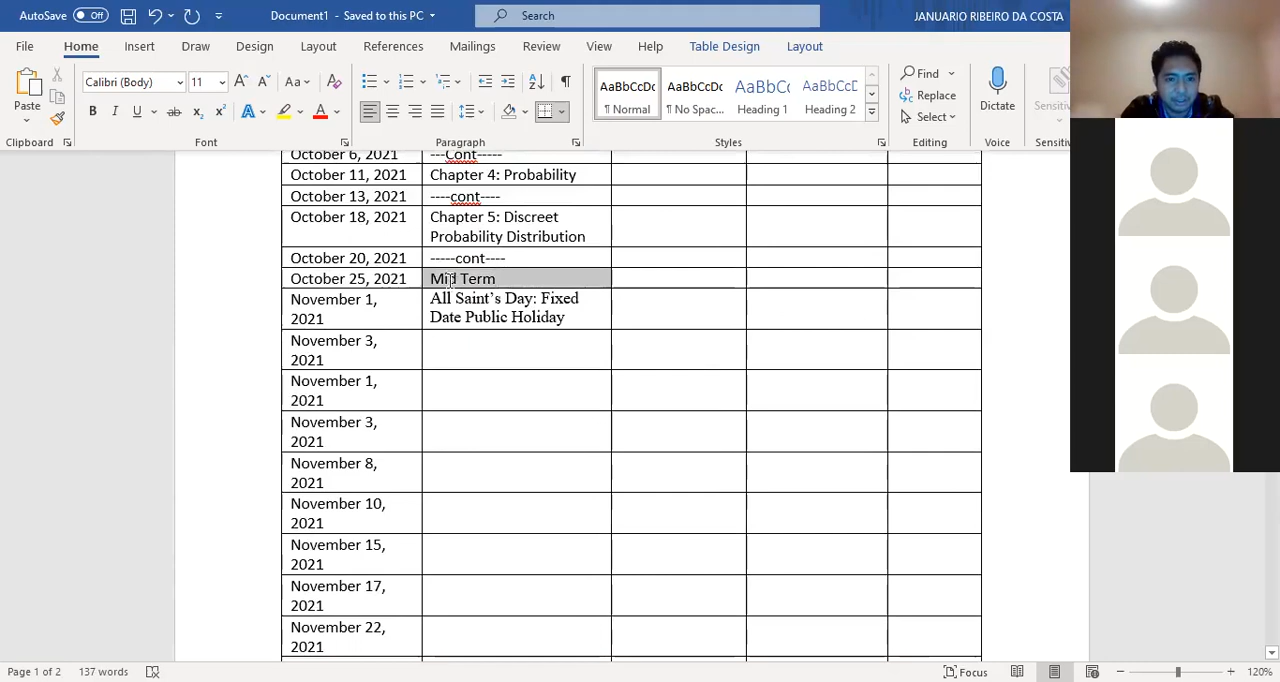 AutoSave Off Document1 - Saved to this PC Search JANUARIO RIBEIRO DA COSTA
File Home Insert Draw Design Layout References Mailings Review View Help Table Design Layout
Paste Calibri (Body) 11 Aa AaBbCcDc AaBbCcDc AaBbCc AaBbCcC Find
¶ Normal ¶ No Spac... Heading 1 Heading 2 Replace
Select Dictate
Clipboard Font Paragraph Styles Editing Voice Sensitiv
October 6, 2021 ---Cont-----
October 11, 2021 Chapter 4: Probability
October 13, 2021 ----cont----
October 18, 2021 Chapter 5: Discreet
Probability Distribution
October 20, 2021 -----cont----
October 25, 2021 Mid Term
November 1, All Saint's Day: Fixed
2021 Date Public Holiday
November 3,
2021
November 1,
2021
November 3,
2021
November 8,
2021
November 10,
2021
November 15,
2021
November 17,
2021
November 22,
2021
Page 1 of 2 137 words Focus 120%